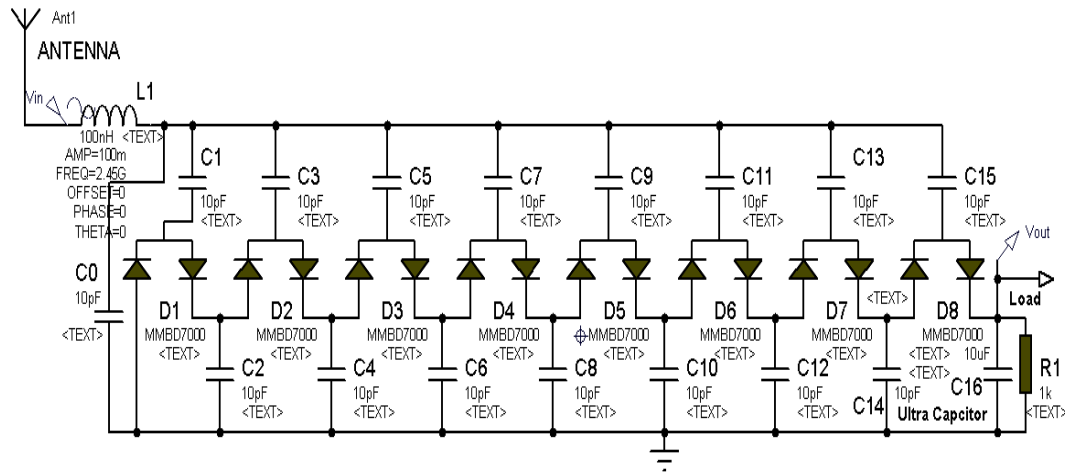 Ant1
ANTENNA
Vin
L1
100nH <TEXT>
AMP=100m
FREQ=2.45G
OFFSET=0
PHASE=0
THETA=0
C0
10pF
<TEXT>
C1
10pF
<TEXT>
C3
10pF
<TEXT>
C5
10pF
<TEXT>
C7
10pF
<TEXT>
C9
10pF
<TEXT>
C11
10pF
<TEXT>
C13
10pF
<TEXT>
C15
10pF
<TEXT>
Vout
Load
D1
MMBD7000
<TEXT>
D2
MMBD7000
<TEXT>
D3
MMBD7000
<TEXT>
D4
MMBD7000
<TEXT>
D5
MMBD7000
<TEXT>
D6
MMBD7000
<TEXT>
D7
MMBD7000
<TEXT>
<TEXT>
D8
MMBD7000
<TEXT>
<TEXT>
C2
10pF
<TEXT>
C4
10pF
<TEXT>
C6
10pF
<TEXT>
C8
10pF
<TEXT>
C10
10pF
<TEXT>
C12
10pF
<TEXT>
10pF
C14
10uF
C16
Ultra Capcitor
R1
1k
<TEXT>